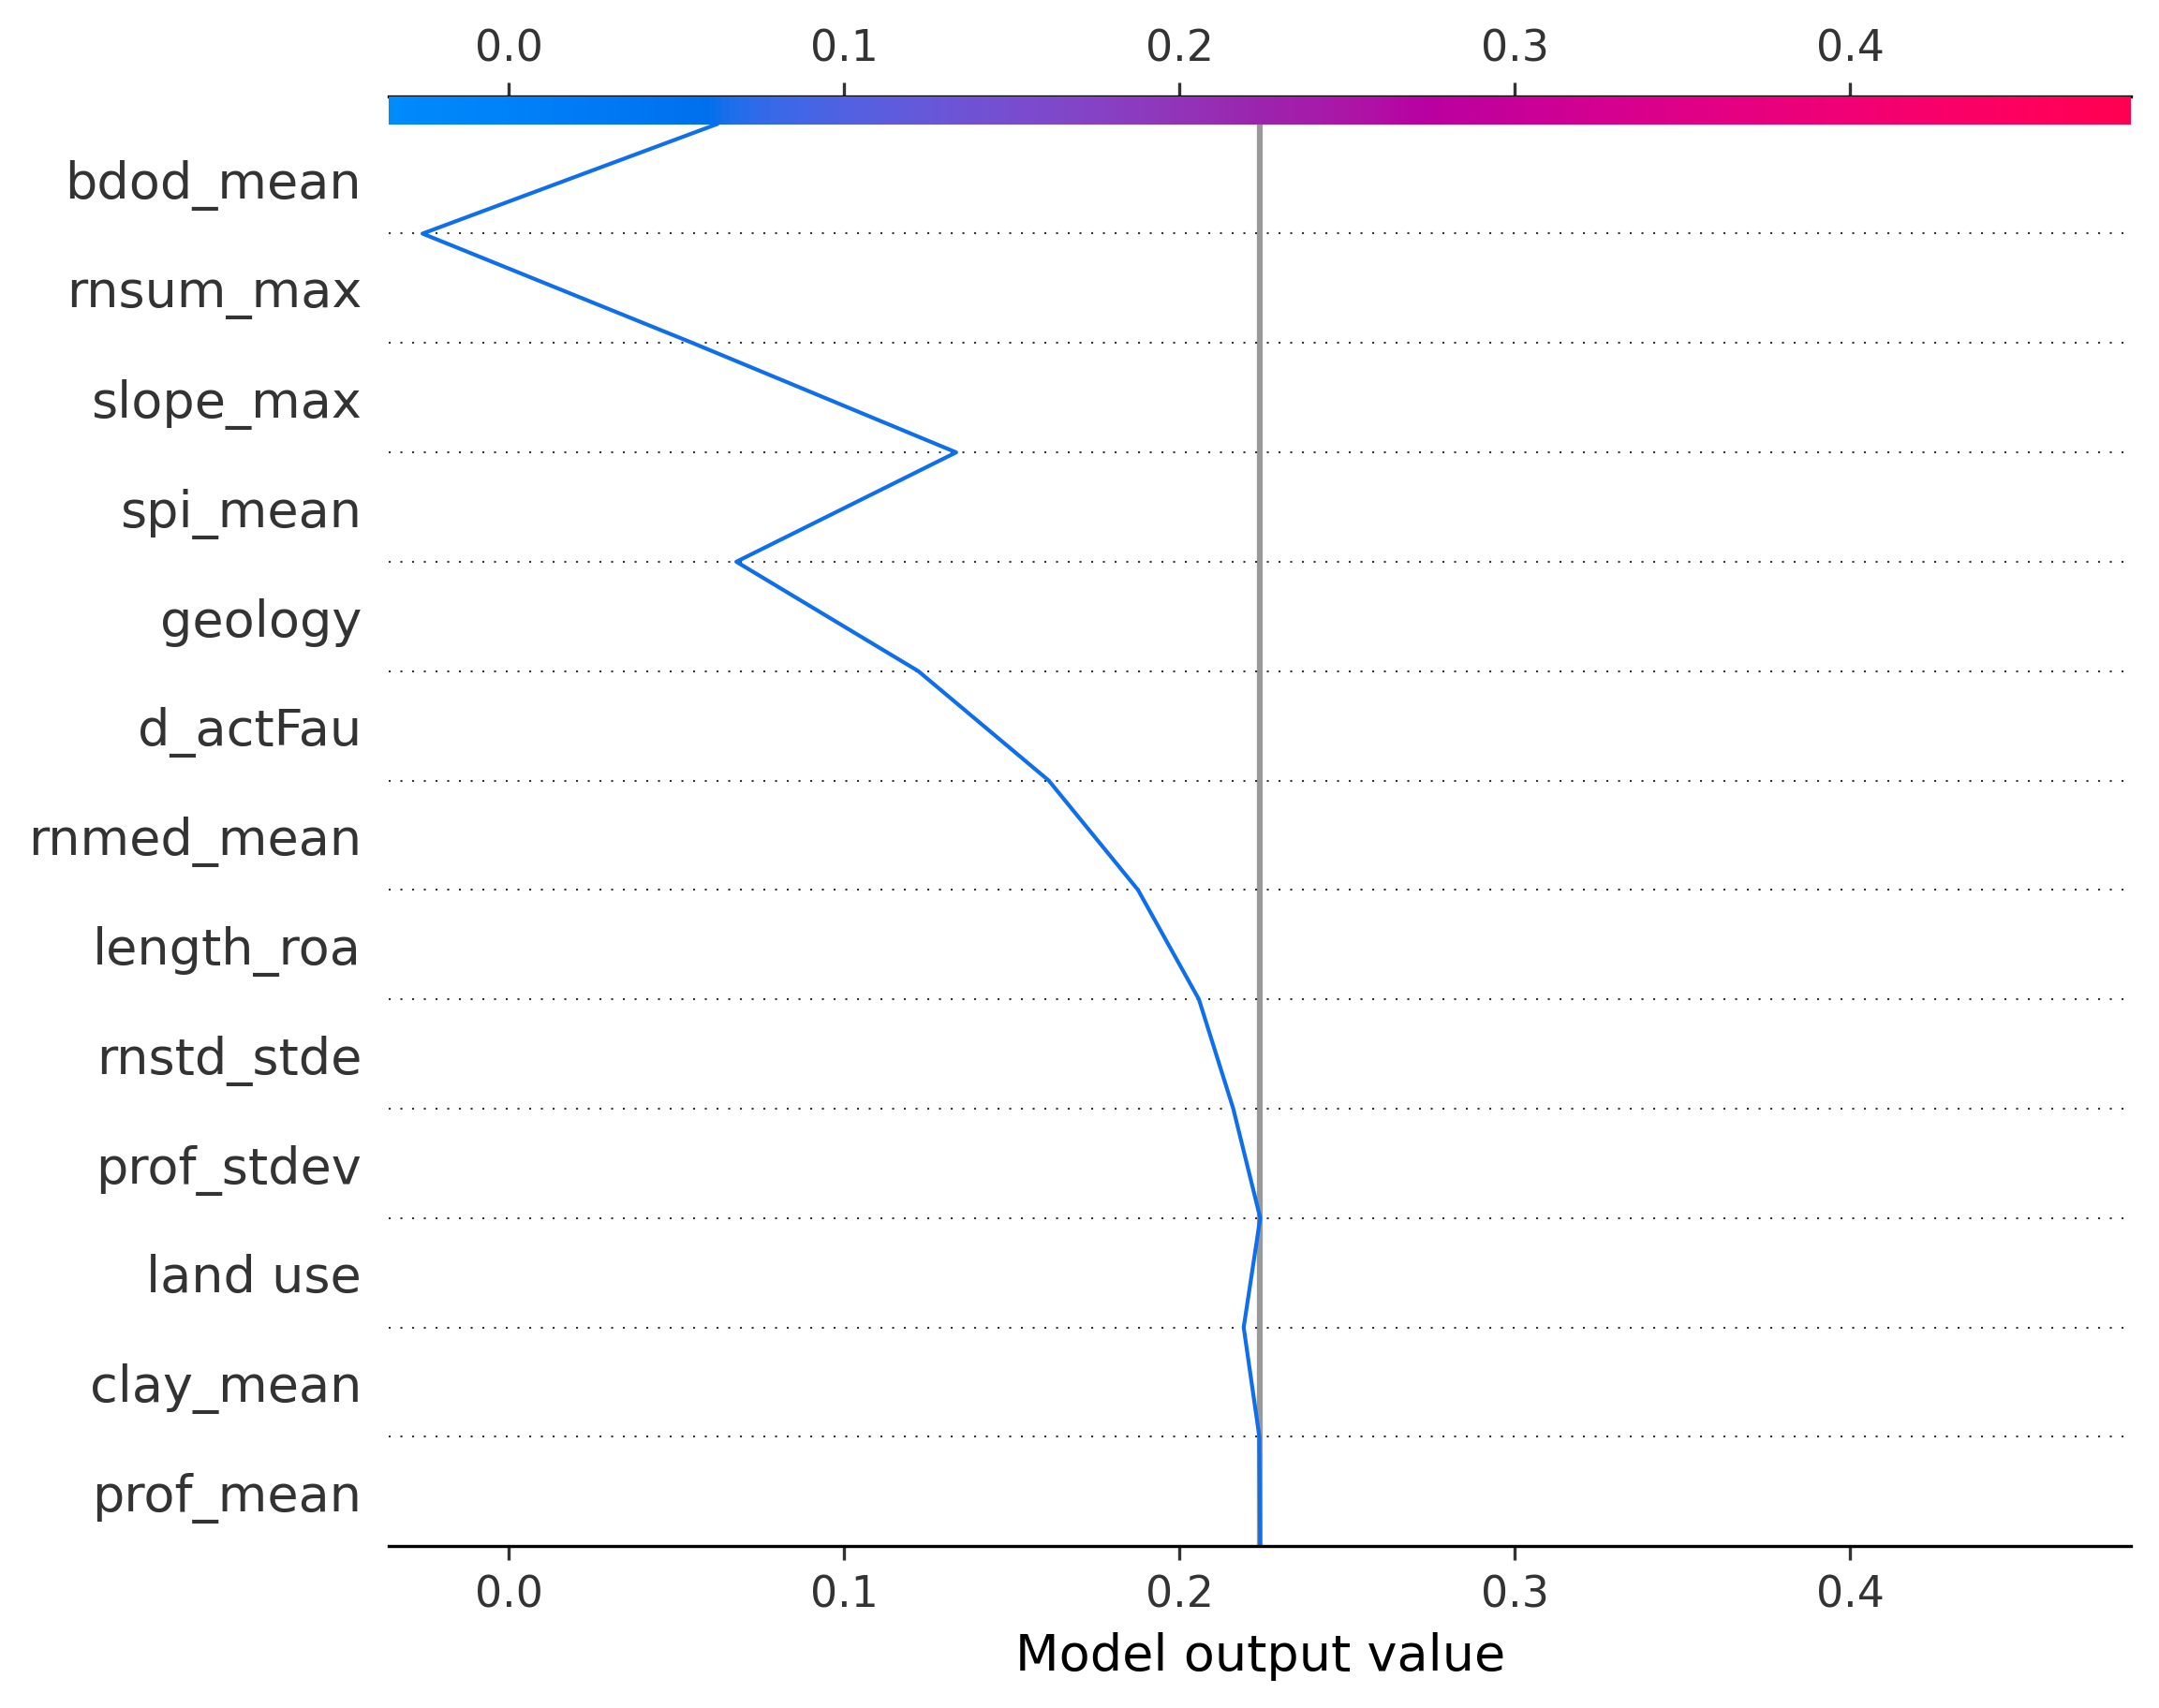 0.0 0.1 0.2 0.3 0.4
bdod_mean
rnsum_max
slope_max
spi_mean
geology
d_actFau
rnmed_mean
length_roa
rnstd_stde
prof_stdev
land use
clay_mean
prof_mean
0.0 0.1 0.2 0.3 0.4
Model output value